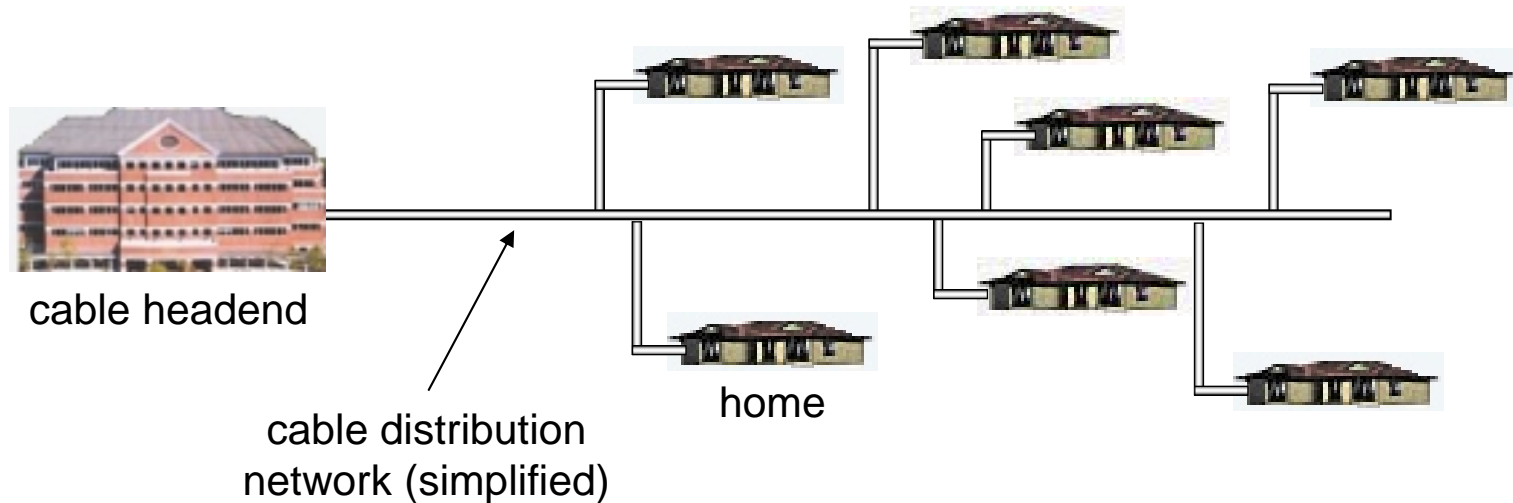 cable headend
home
cable distribution
network (simplified)